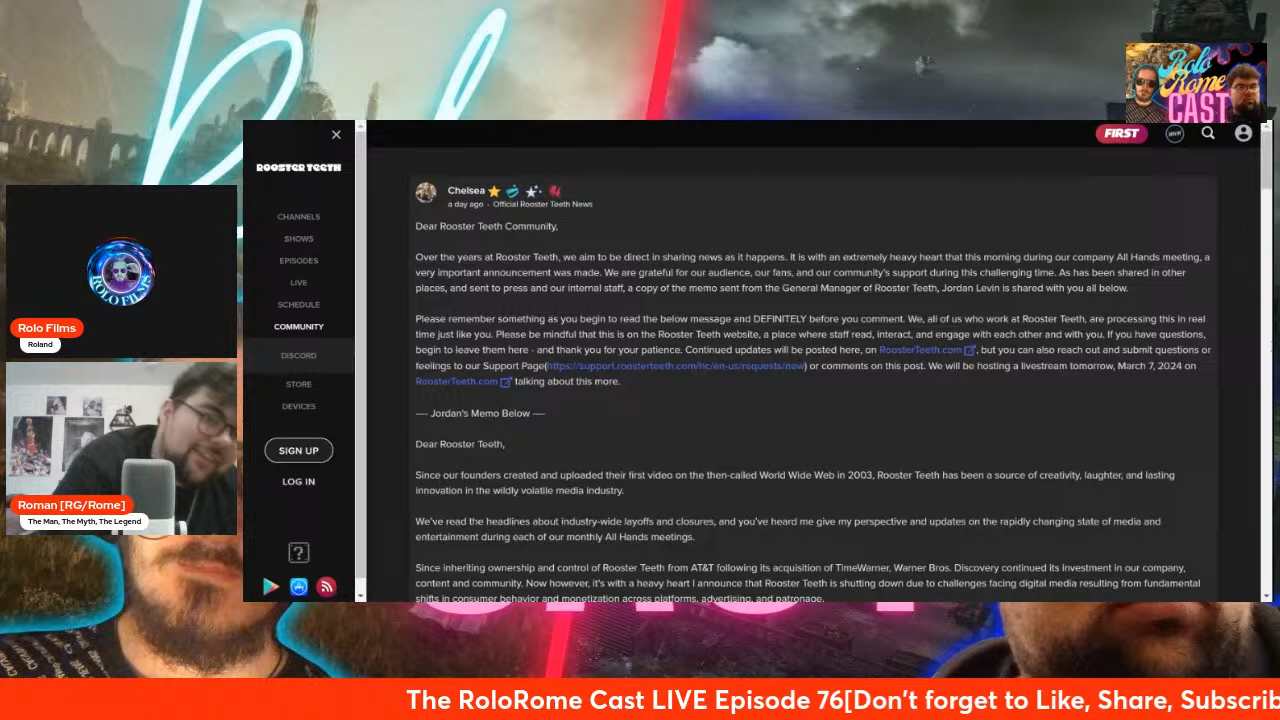 Rolo
Rome
CAST
FIRST
ROOSTER TEETH
CHANNELS
SHOWS
EPISODES
LIVE
SCHEDULE
COMMUNITY
DISCORD
STORE
DEVICES
SIGN UP
LOG IN
Chelsea
a day ago - Official Rooster Teeth News
Dear Rooster Teeth Community,
Over the years at Rooster Teeth, we aim to be direct in sharing news as it happens. It is with an extremely heavy heart that this morning during our company All Hands meeting, a
very important announcement was made. We are grateful for our audience, our fans, and our community's support during this challenging time. As has been shared in other
places, and sent to press and our internal staff, a copy of the memo sent from the General Manager of Rooster Teeth, Jordan Levin is shared with you all below.
Please remember something as you begin to read the below message and DEFINITELY before you comment. We, all of us who work at Rooster Teeth, are processing this in real
time just like you. Please be mindful that this is on the Rooster Teeth website, a place where staff read, interact, and engage with each other and with you. If you have questions,
begin to leave them here - and thank you for your patience. Continued updates will be posted here, on RoosterTeeth.com, but you can also reach out and submit questions or
feelings to our Support Page(https://support.roosterteeth.com/hc/en-us/requests/new) or comments on this post. We will be hosting a livestream tomorrow, March 7, 2024 on
RoosterTeeth.com talking about this more.
---- Jordan's Memo Below ----
Dear Rooster Teeth,
Since our founders created and uploaded their first video on the then-called World Wide Web in 2003, Rooster Teeth has been a source of creativity, laughter, and lasting
innovation in the wildly volatile media industry.
We've read the headlines about industry-wide layoffs and closures, and you've heard me give my perspective and updates on the rapidly changing state of media and
entertainment during each of our monthly All Hands meetings.
Since inheriting ownership and control of Rooster Teeth from AT&T following its acquisition of TimeWarner, Warner Bros. Discovery continued its investment in our company,
content and community. Now however, it's with a heavy heart I announce that Rooster Teeth is shutting down due to challenges facing digital media resulting from fundamental
shifts in consumer behavior and monetization across platforms, advertising, and patronage.
ROLO FILMS
Rolo Films
Roland
Roman [RG/Rome]
The Man, The Myth, The Legend
The RoloRome Cast LIVE Episode 76[Don't forget to Like, Share, Subscrib